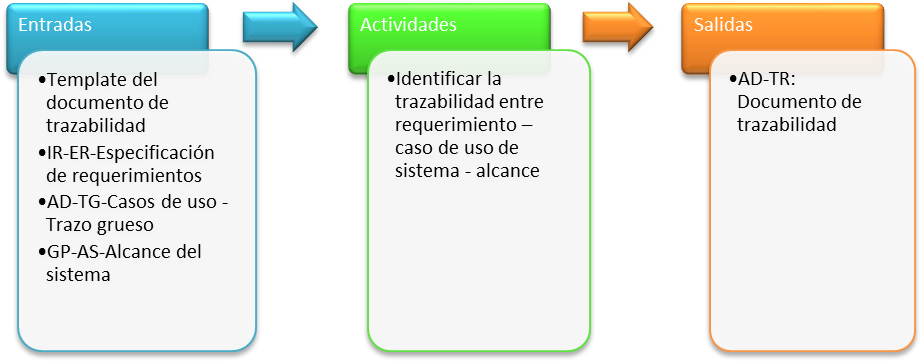 Entradas
•Template del
documento de
trazabilidad
•IR-ER-Especificación
de requerimientos
•AD-TG-Casos de uso -
Trazo grueso
•GP-AS-Alcance del
sistema
Actividades
•Identificar la
trazabilidad entre
requerimiento –
caso de uso de
sistema - alcance
Salidas
•AD-TR:
Documento de
trazabilidad